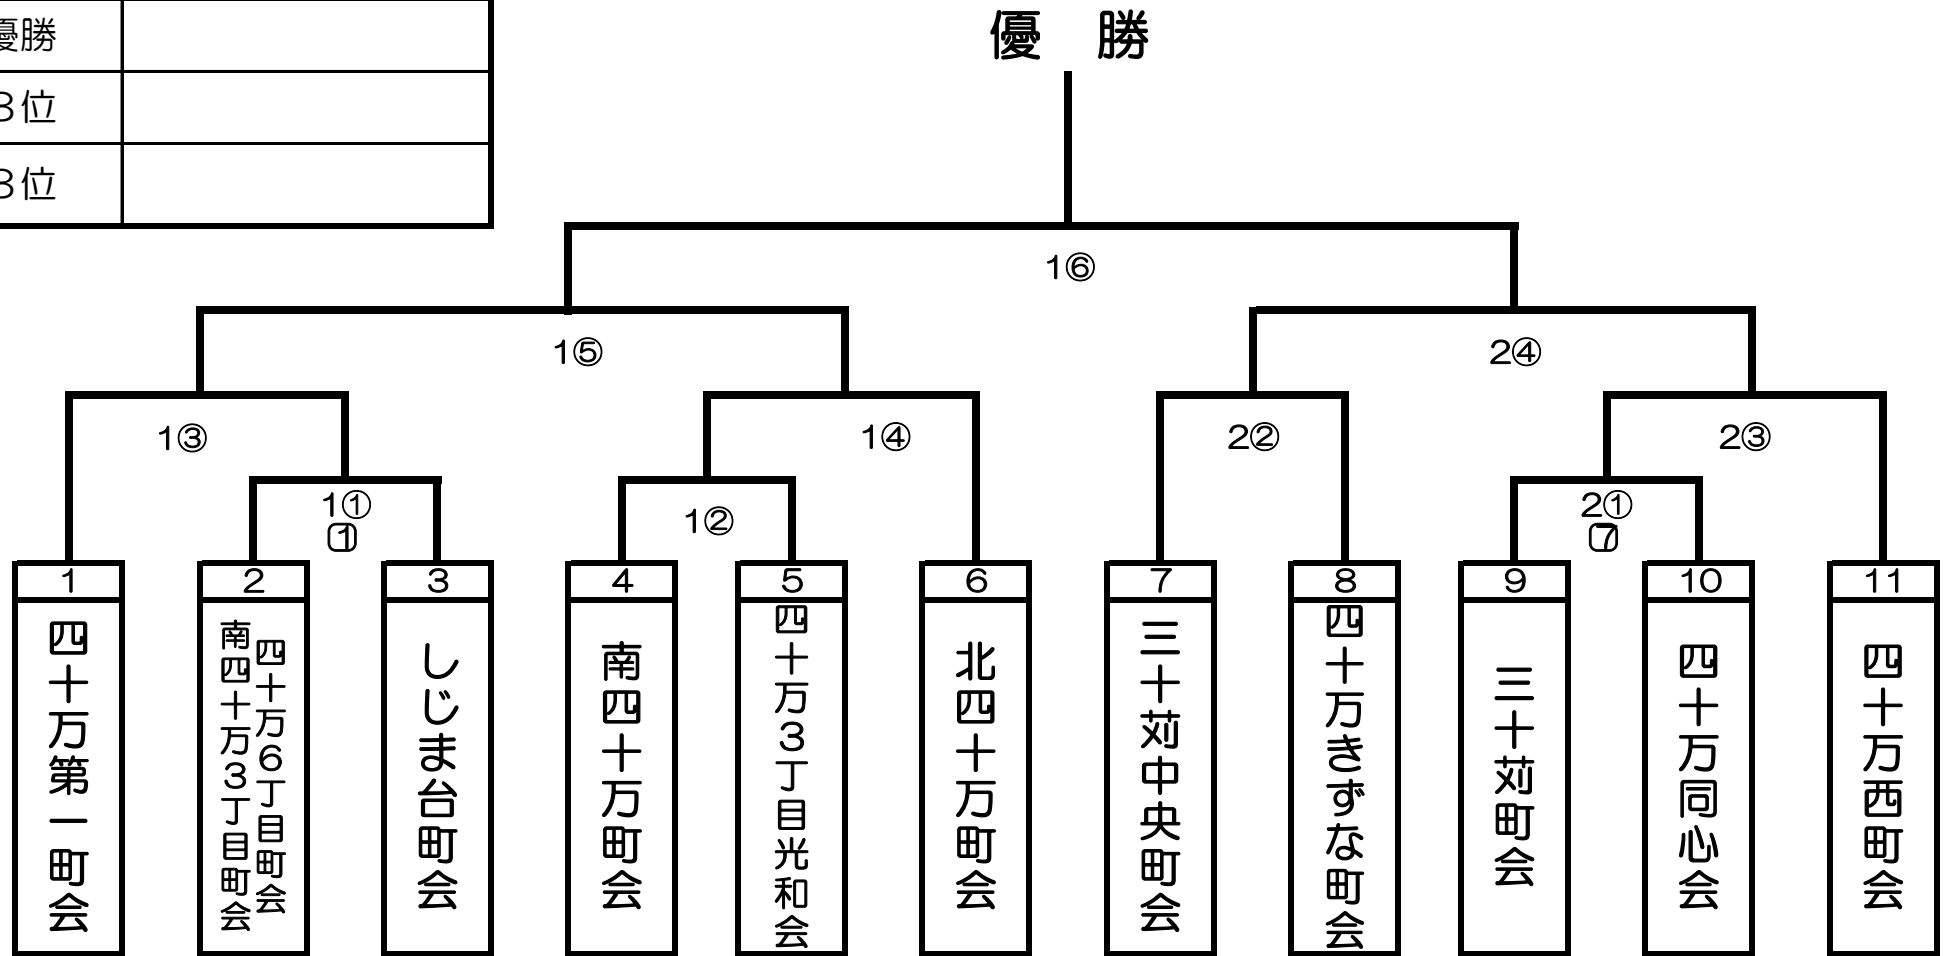 優勝
3位
3位
優　勝
1⑥
1⑤
2④
1③
1④
2②
2③
1①
1
1②
2①
7
1
2
3
4
5
6
7
8
9
10
11
四十万第一町会
四十万6丁目町会
南四十万3丁目町会
しじま台町会
南四十万町会
四十万3丁目光和会
北四十万町会
三十苅中央町会
四十万きずな町会
三十苅町会
四十万同心会
四十万西町会